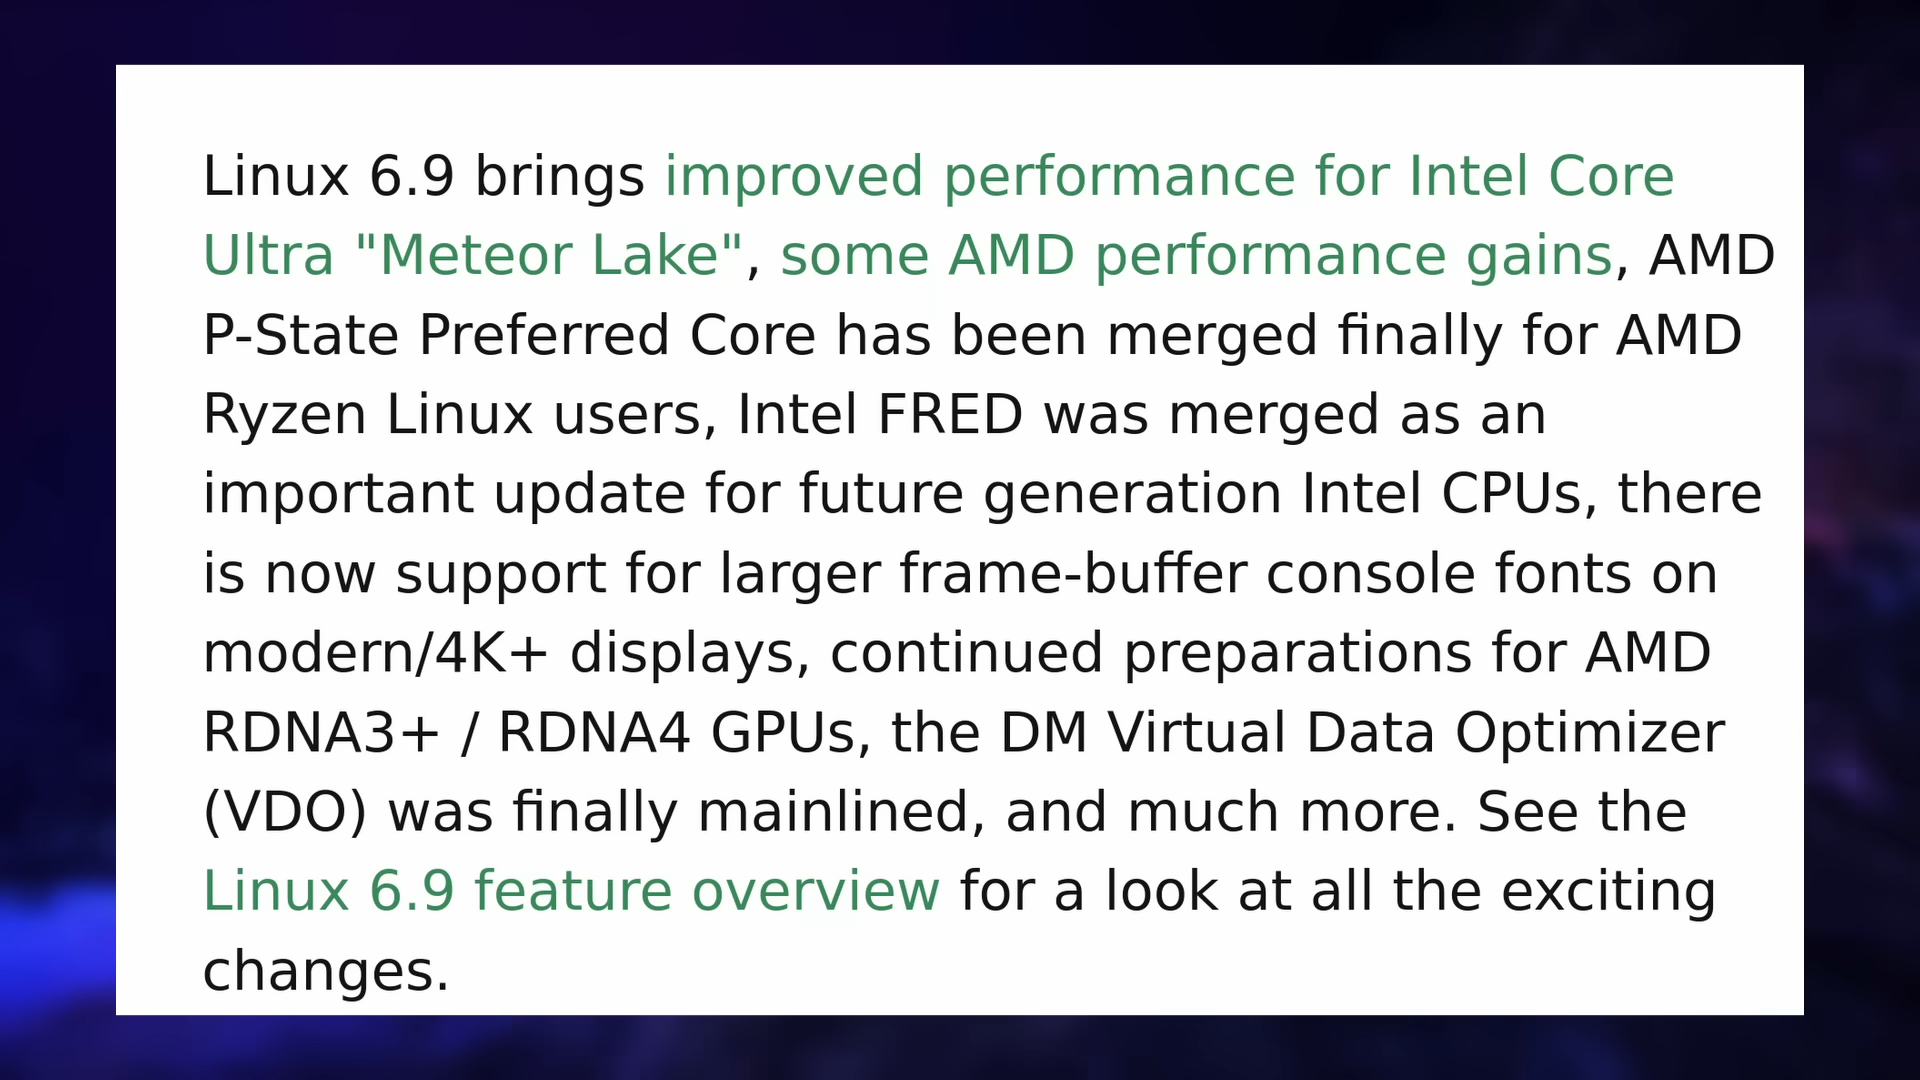 Linux 6.9 brings improved performance for Intel Core
Ultra "Meteor Lake", some AMD performance gains, AMD
P-State Preferred Core has been merged finally for AMD
Ryzen Linux users, Intel FRED was merged as an
important update for future generation Intel CPUs, there
is now support for larger frame-buffer console fonts on
modern/4K+ displays, continued preparations for AMD
RDNA3+ / RDNA4 GPUs, the DM Virtual Data Optimizer
(VDO) was finally mainlined, and much more. See the
Linux 6.9 feature overview for a look at all the exciting
changes.